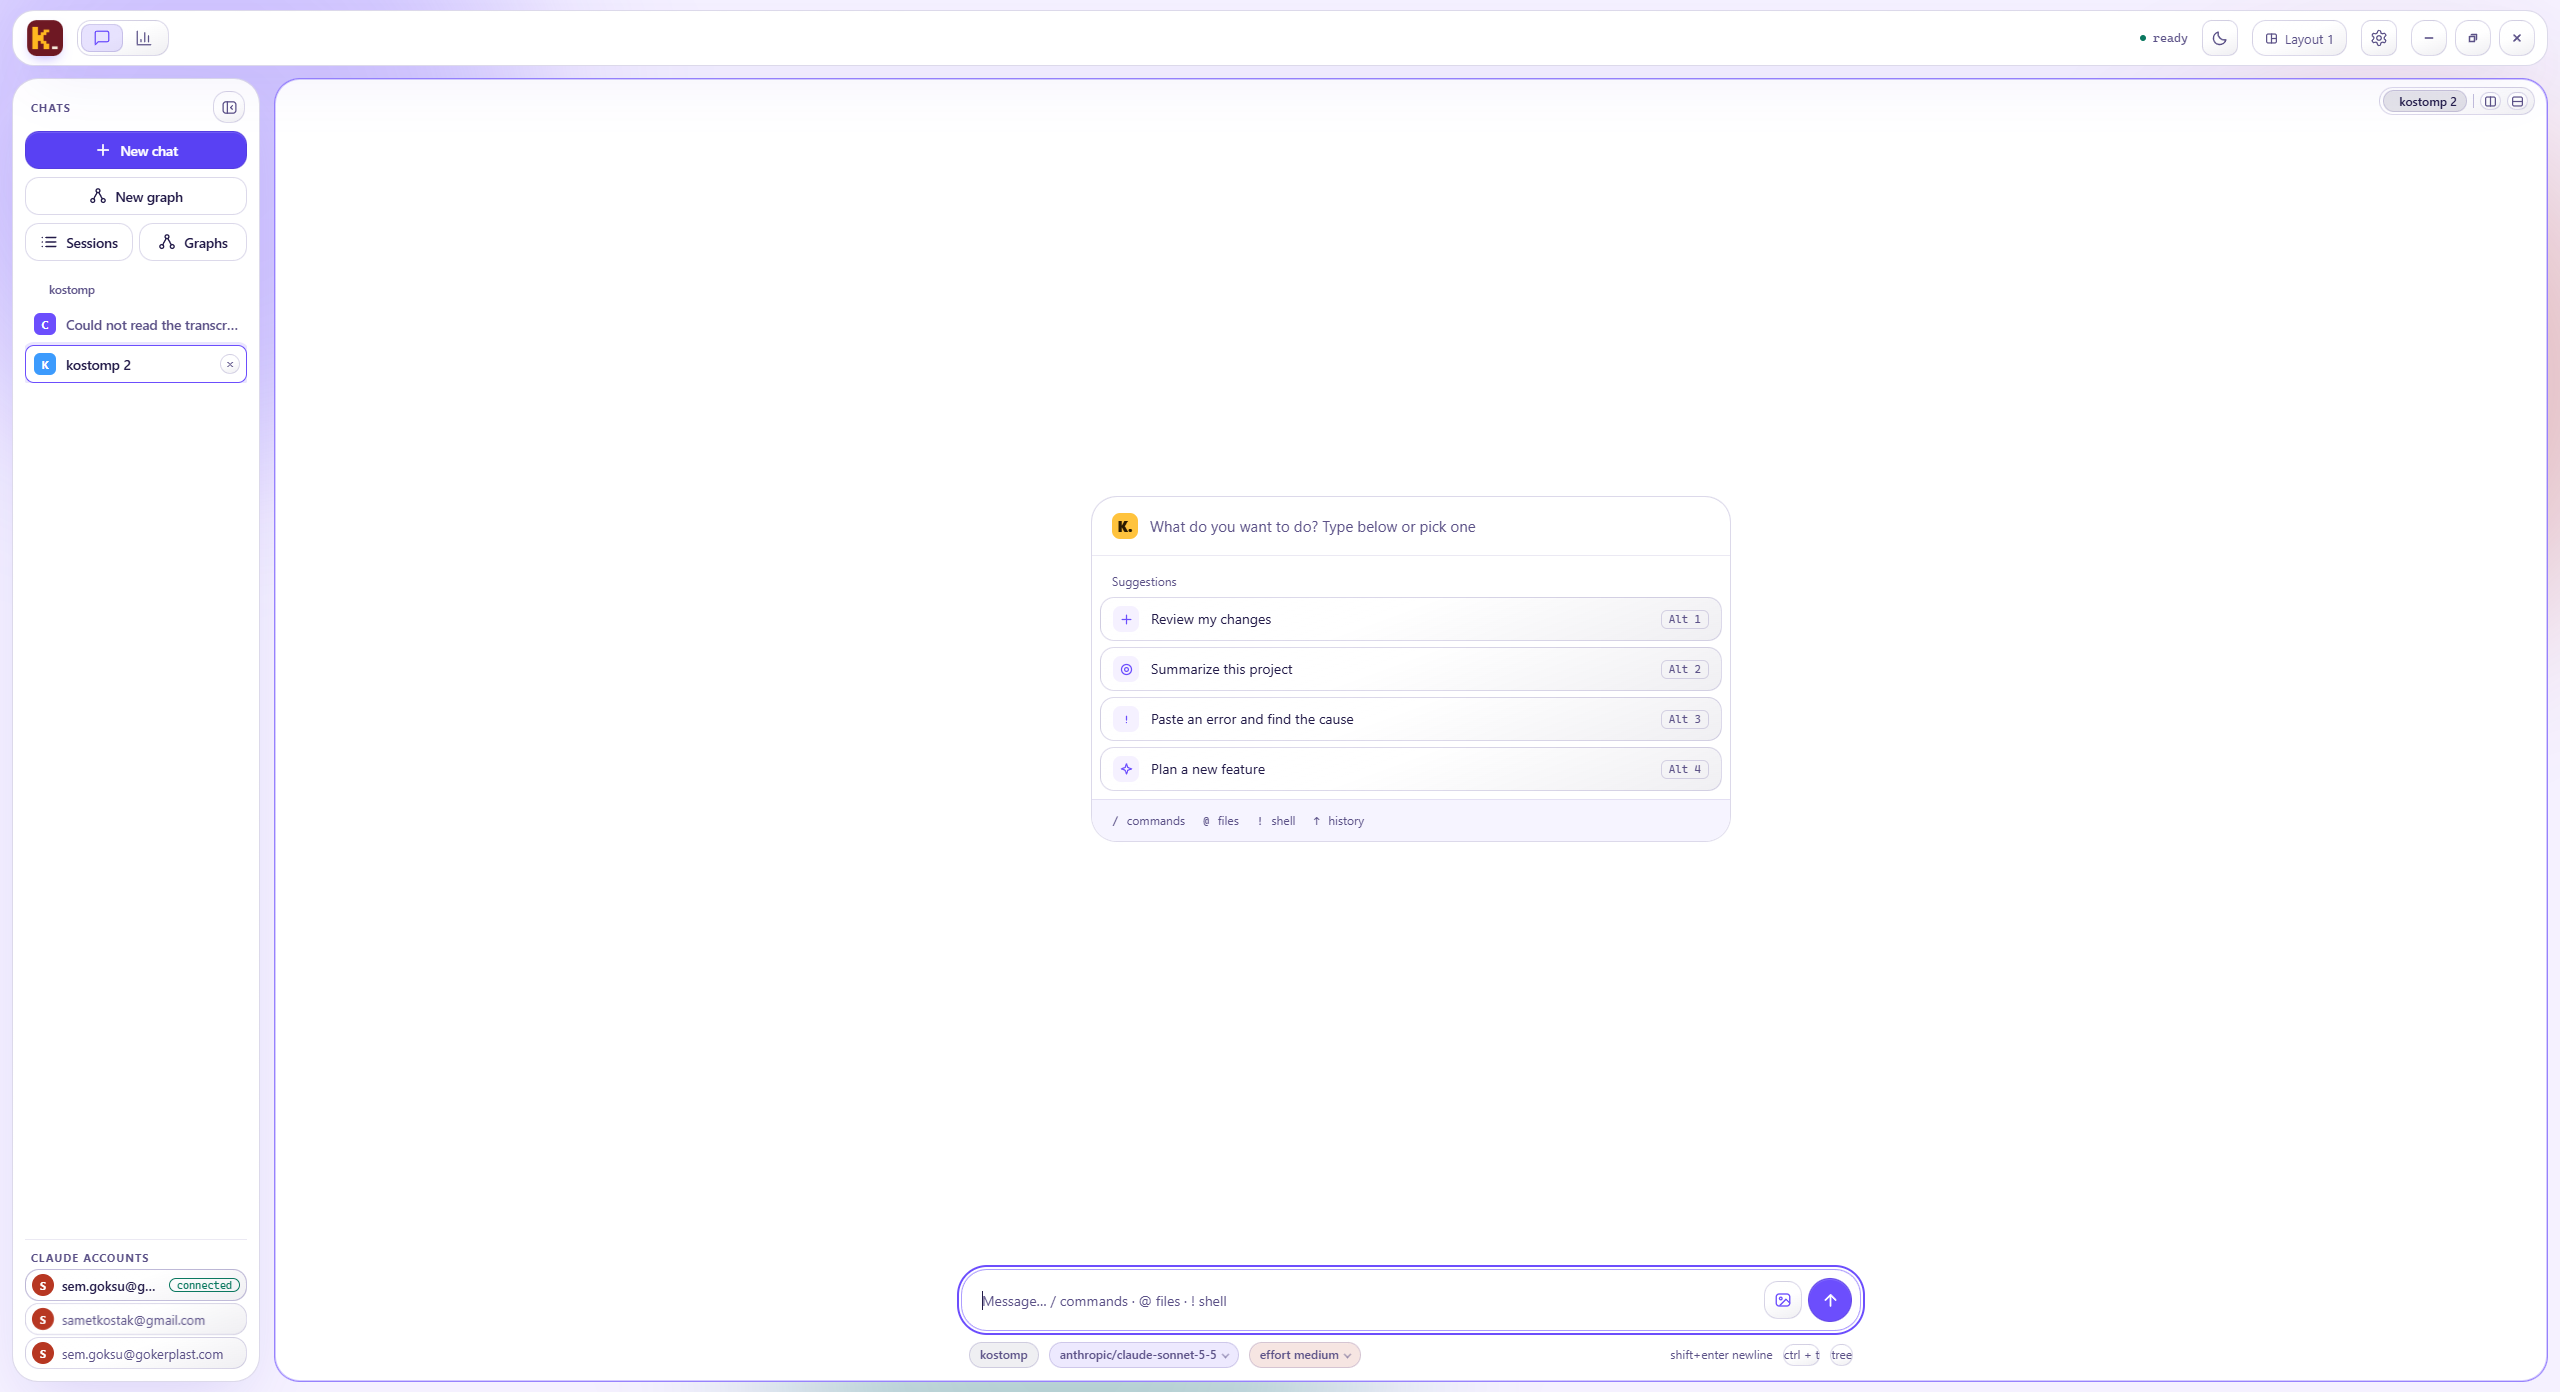 K.
ready
Layout 1
CHATS
kostomp 2
New chat
New graph
Sessions
Graphs
kostomp
C Could not read the transcr...
K kostomp 2
K. What do you want to do? Type below or pick one
Suggestions
Review my changes Alt 1
Summarize this project Alt 2
! Paste an error and find the cause Alt 3
Plan a new feature Alt 4
/ commands @ files ! shell ↑ history
CLAUDE ACCOUNTS
S sem.goksu@g... connected
S sametkostak@gmail.com
S sem.goksu@gokerplast.com
Message... / commands · @ files · ! shell
kostomp anthropic/claude-sonnet-5-5 effort medium shift+enter newline ctrl + t tree